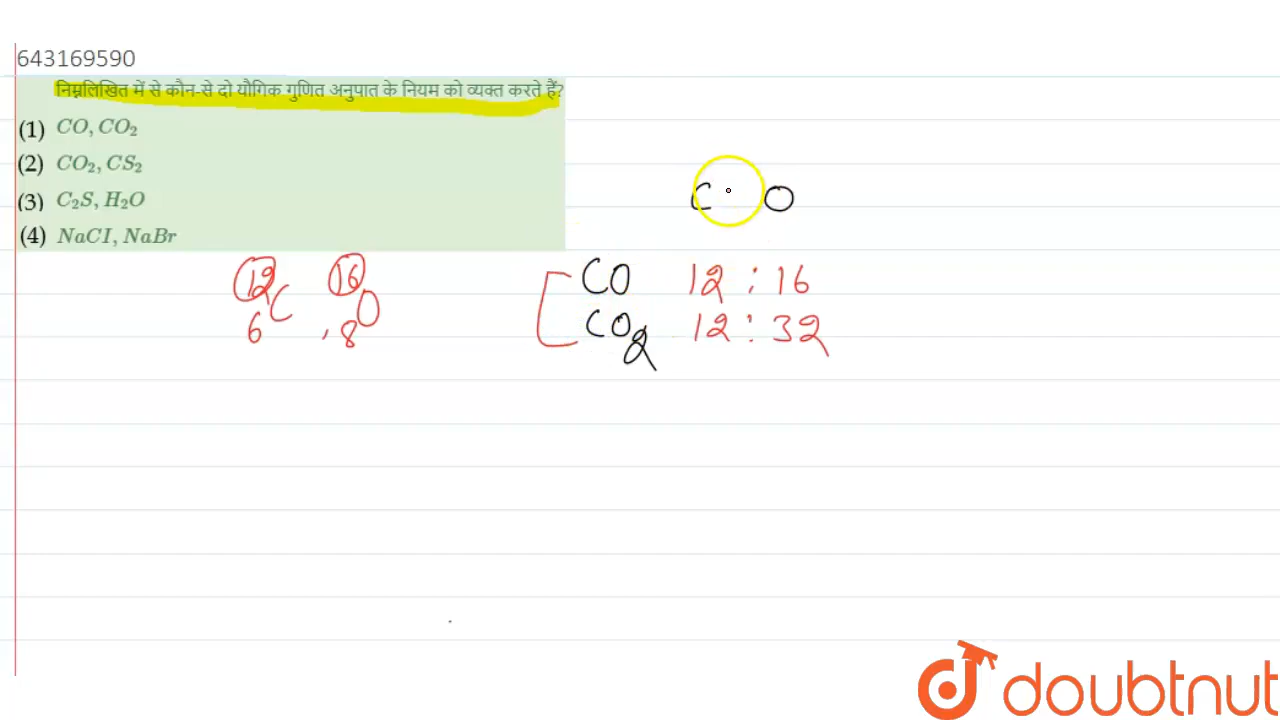 643169590
निम्नलिखित में से कौन-से दो यौगिक गुणित अनुपात के नियम को व्यक्त करते हैं?
(1) CO, CO₂
(2) CO₂, CS₂
(3) C₂S, H₂O
(4) NaCI, NaBr
C O
12 16
C O
6 , 8
CO 12 : 16
CO₂ 12 : 32
doubtnut